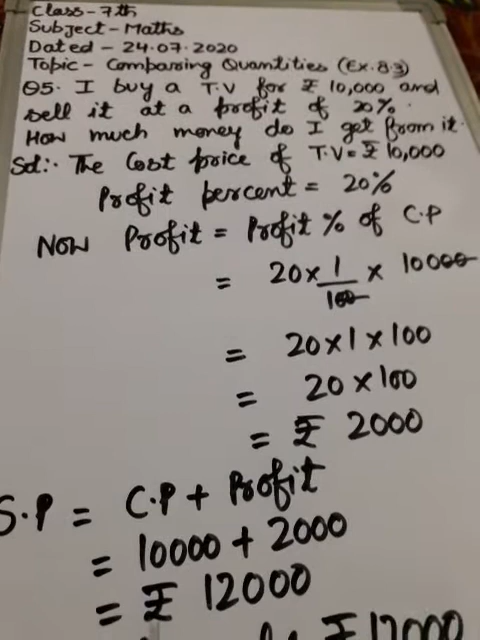 Class - 7th
Subject - Maths
Dated - 24.07.2020
Topic - Comparing Quantities (Ex. 8.3)
Q5. I buy a T.V for ₹ 10,000 and
sell it at a profit of 20%.
How much money do I get from it.
Sol:- The Cost price of T.V = ₹ 10,000
Profit percent = 20%
Now Profit = Profit % of C.P
= 20 × 1/100 × 10000
= 20 × 1 × 100
= 20 × 100
= ₹ 2000
S.P = C.P + Profit
= 10000 + 2000
= ₹ 12000
₹ 12000